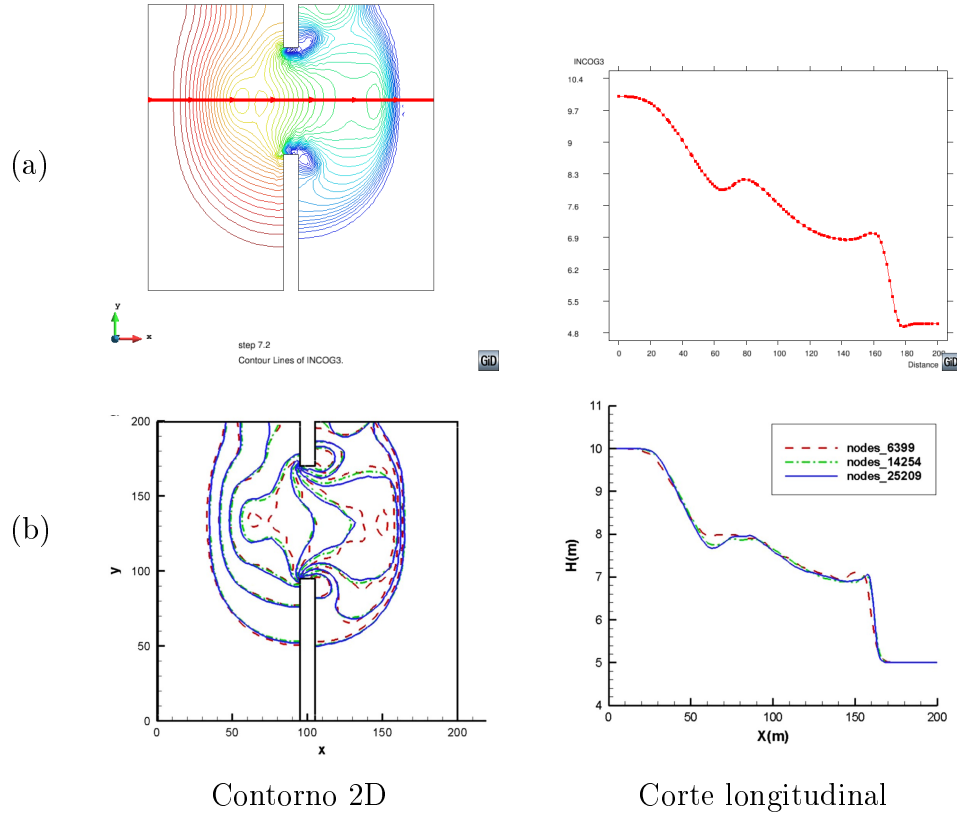 (a)
y
x
step 7.2
Contour Lines of INCOG3.
GiD
INCOG3
10.4
9.7
9
8.3
7.6
6.9
6.2
5.5
4.8
0 20 40 60 80 100 120 140 160 180 200
Distance
GiD
(b)
200
150
100
50
0
y
0 50 100 150 200
x
11
10
9
8
7
6
5
4
H(m)
nodes_6399
nodes_14254
nodes_25209
0 50 100 150 200
X(m)
Contorno 2D
Corte longitudinal